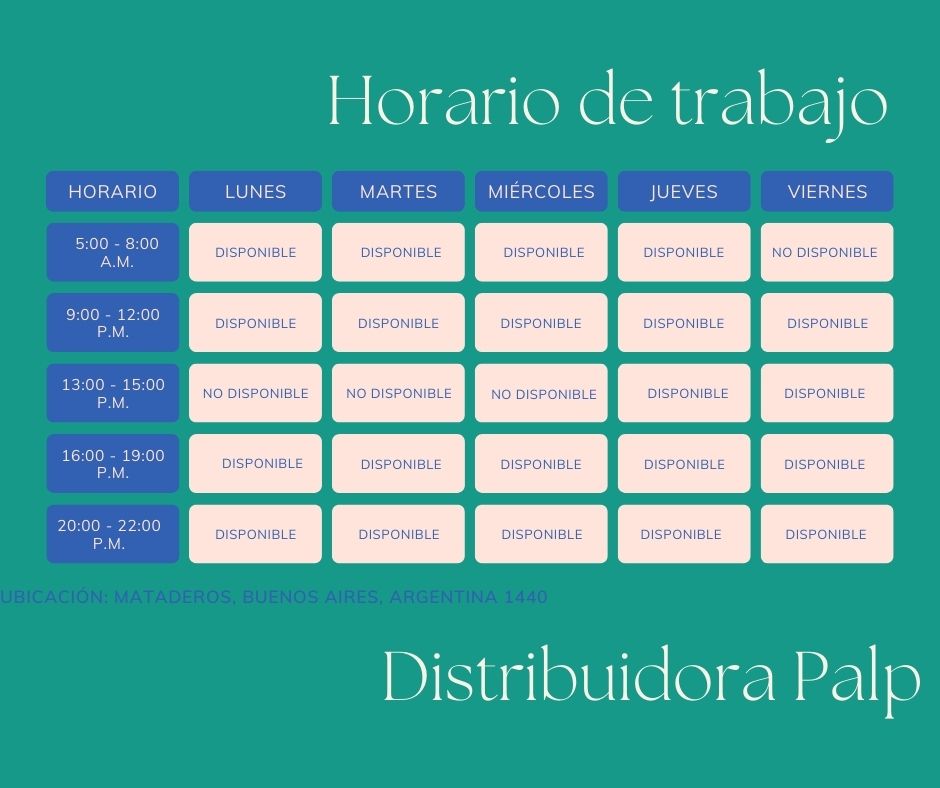 Horario de trabajo
HORARIO LUNES MARTES MIÉRCOLES JUEVES VIERNES
5:00 - 8:00
A.M.
DISPONIBLE DISPONIBLE DISPONIBLE DISPONIBLE NO DISPONIBLE
9:00 - 12:00
P.M.
DISPONIBLE DISPONIBLE DISPONIBLE DISPONIBLE DISPONIBLE
13:00 - 15:00
P.M.
NO DISPONIBLE NO DISPONIBLE NO DISPONIBLE DISPONIBLE DISPONIBLE
16:00 - 19:00
P.M.
DISPONIBLE DISPONIBLE DISPONIBLE DISPONIBLE DISPONIBLE
20:00 - 22:00
P.M.
DISPONIBLE DISPONIBLE DISPONIBLE DISPONIBLE DISPONIBLE
UBICACIÓN: MATADEROS, BUENOS AIRES, ARGENTINA 1440
Distribuidora Palp